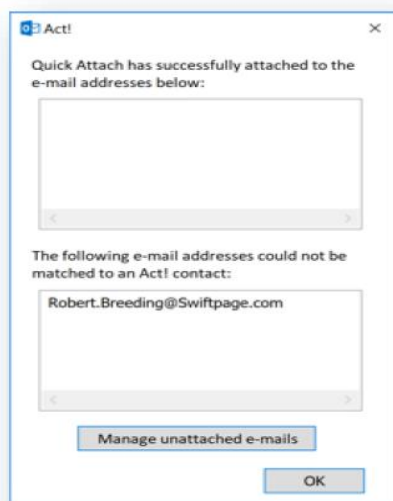 Act!
Quick Attach has successfully attached to the
e-mail addresses below:
The following e-mail addresses could not be
matched to an Act! contact:
Robert.Breeding@Swiftpage.com
Manage unattached e-mails
OK